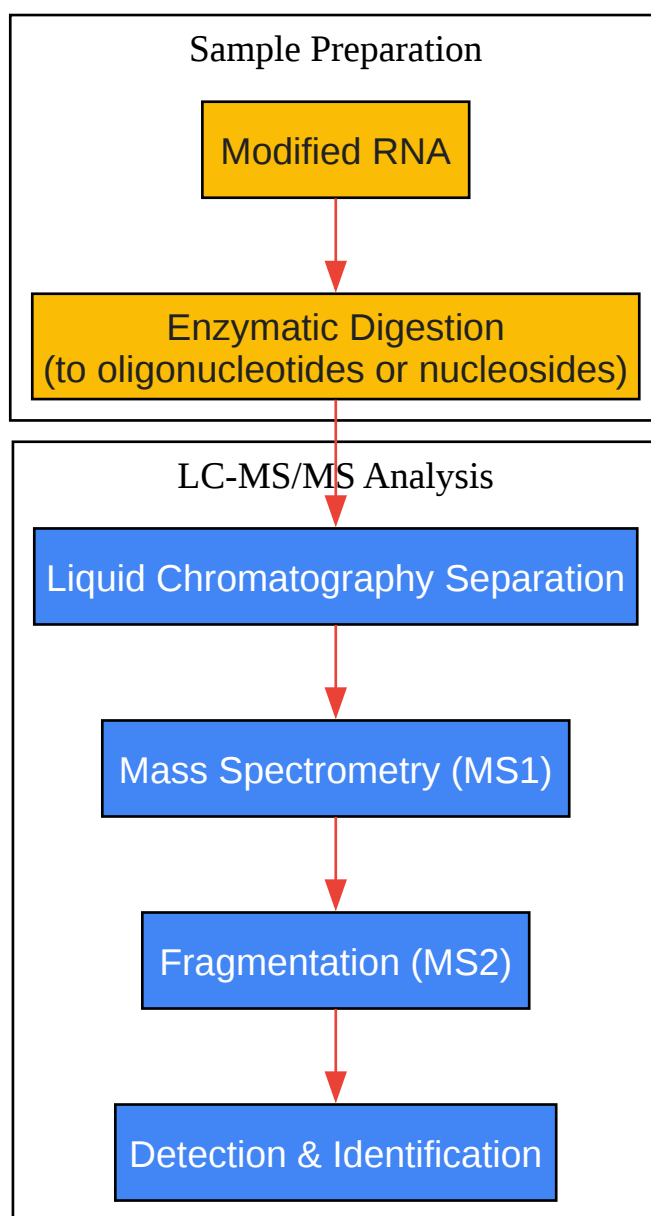 Sample Preparation
Modified RNA
Enzymatic Digestion
(to oligonucleotides or nucleosides)
LC-MS/MS Analysis
Liquid Chromatography Separation
Mass Spectrometry (MS1)
Fragmentation (MS2)
Detection & Identification